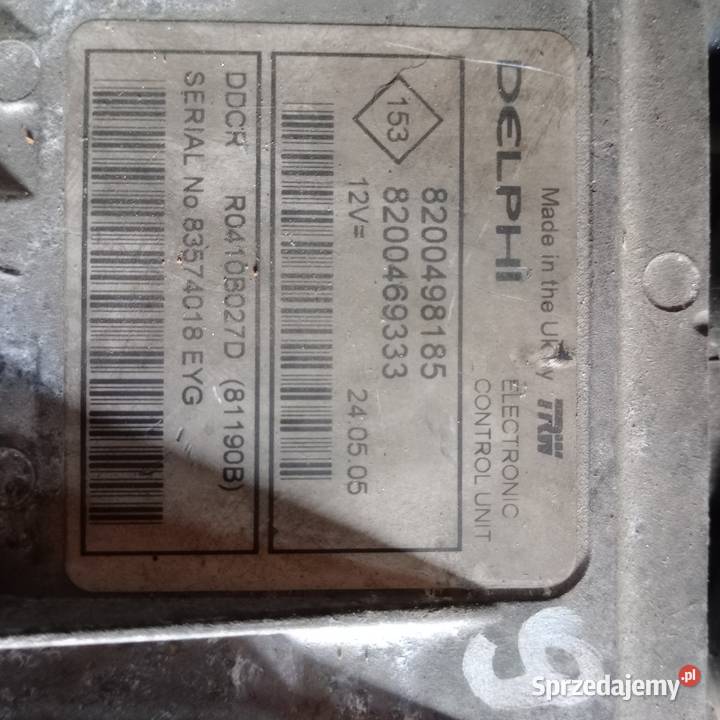 DELPHI
Made in the UK by TRW
ELECTRONIC
CONTROL UNIT
153
8200498185
8200469333
12V=
24.05.05
DDCR R0410B027D (81190B)
SERIAL No 83574018 EYG
Sprzedajemy.pl